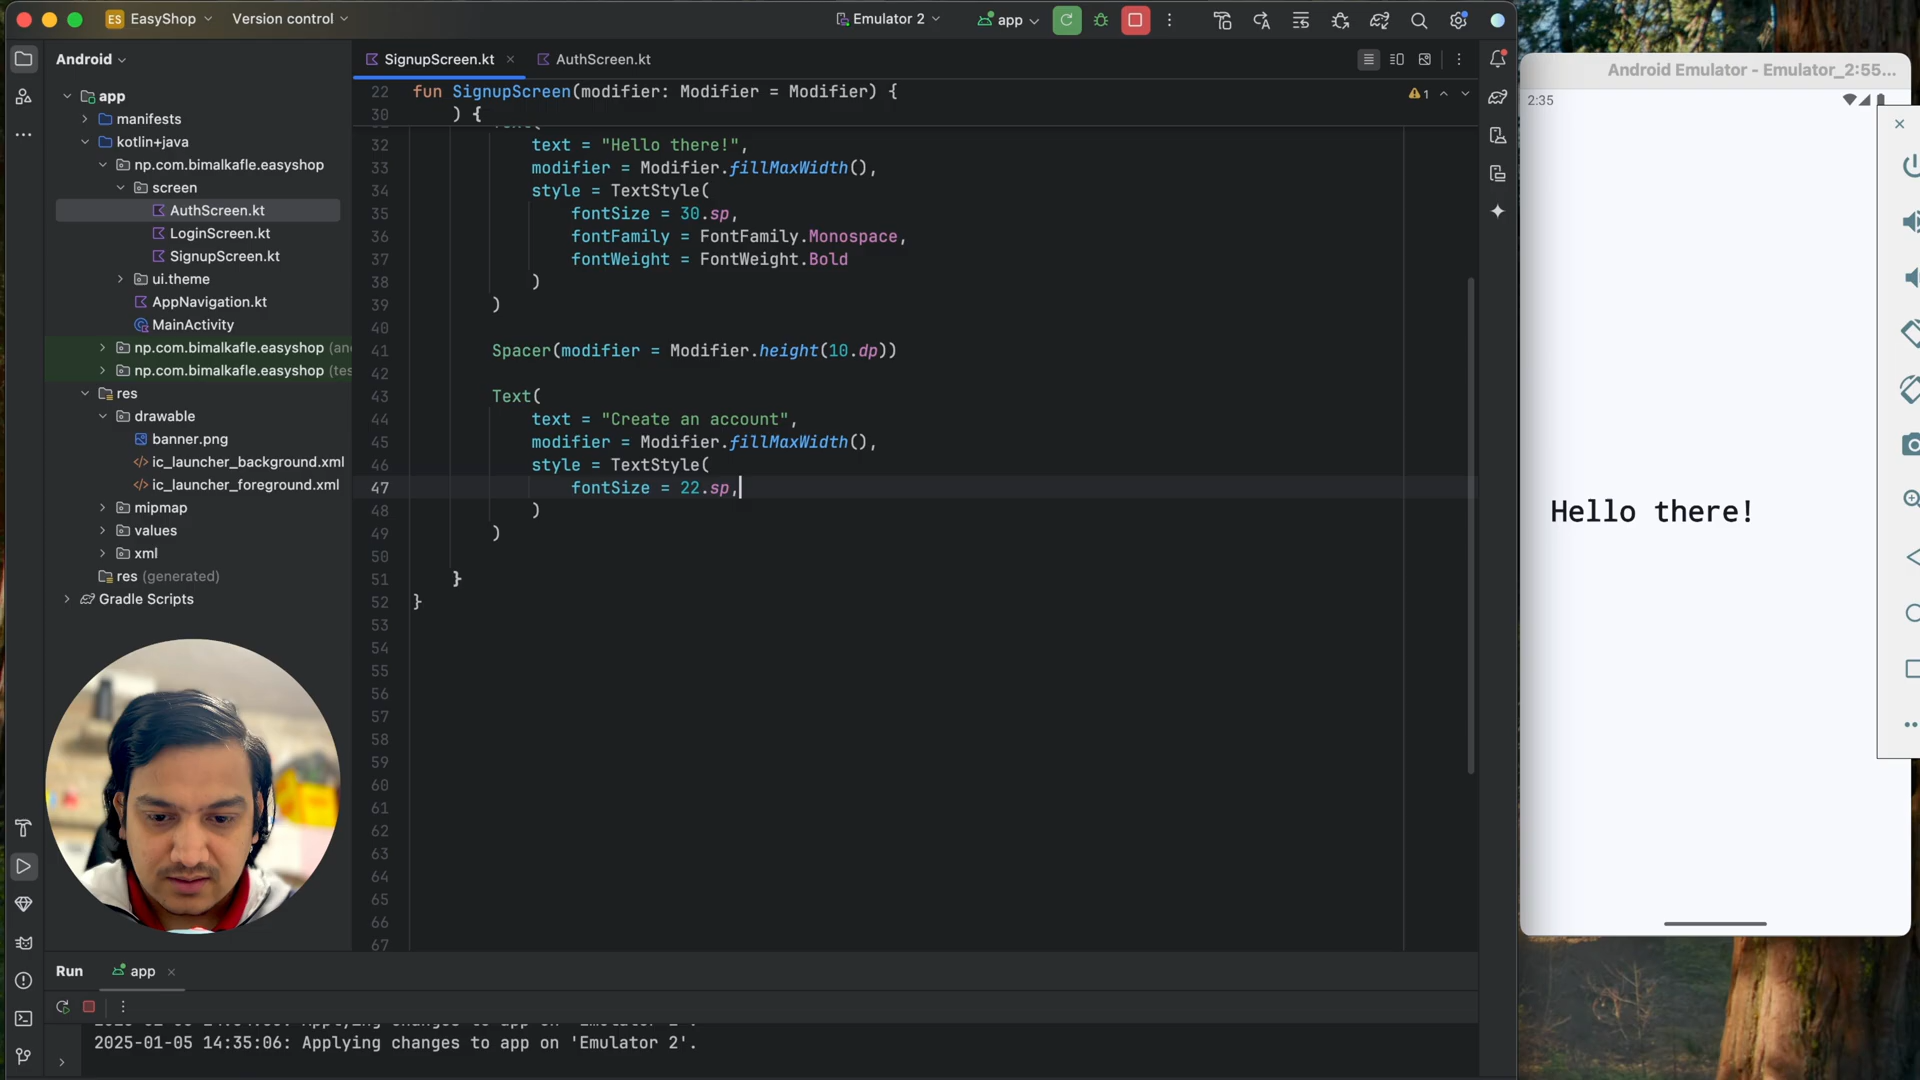 ES EasyShop Version control Emulator 2 app
Android
SignupScreen.kt AuthScreen.kt
app
manifests
kotlin+java
np.com.bimalkafle.easyshop
screen
AuthScreen.kt
LoginScreen.kt
SignupScreen.kt
ui.theme
AppNavigation.kt
MainActivity
np.com.bimalkafle.easyshop (an
np.com.bimalkafle.easyshop (tes
res
drawable
banner.png
ic_launcher_background.xml
ic_launcher_foreground.xml
mipmap
values
xml
res (generated)
Gradle Scripts
22 fun SignupScreen(modifier: Modifier = Modifier) {
1
30 ) {
32 text = "Hello there!",
33 modifier = Modifier.fillMaxWidth(),
34 style = TextStyle(
35 fontSize = 30.sp,
36 fontFamily = FontFamily.Monospace,
37 fontWeight = FontWeight.Bold
38 )
39 )
40
41 Spacer(modifier = Modifier.height(10.dp))
42
43 Text(
44 text = "Create an account",
45 modifier = Modifier.fillMaxWidth(),
46 style = TextStyle(
47 fontSize = 22.sp,
48 )
49 )
50
51 }
52 }
53
54
55
56
57
58
59
60
61
62
63
64
65
66
67
Run app
2025-01-05 14:35:06: Applying changes to app on 'Emulator 2'.
Android Emulator - Emulator_2:55...
2:35
Hello there!